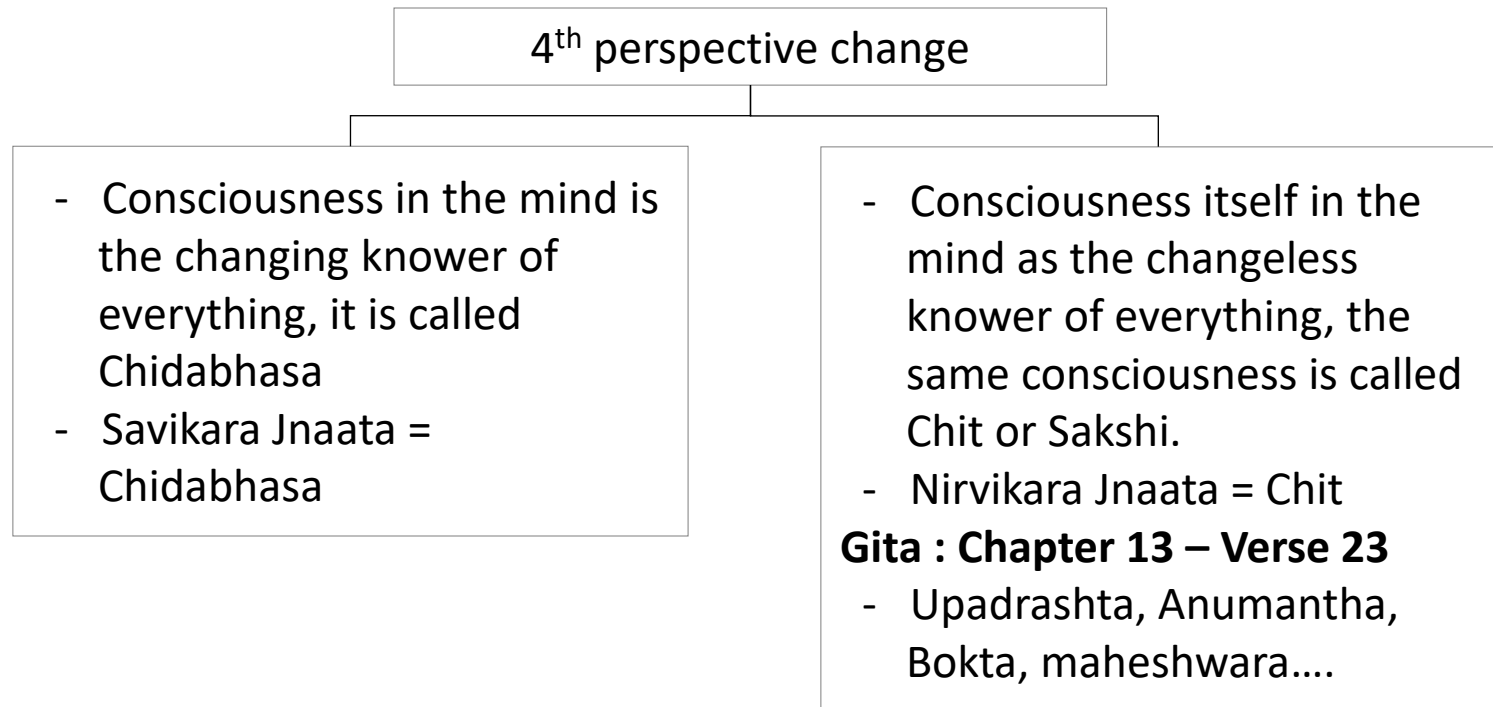 4th perspective change
- Consciousness in the mind is
the changing knower of
everything, it is called
Chidabhasa
- Savikara Jnaata =
Chidabhasa
- Consciousness itself in the
mind as the changeless
knower of everything, the
same consciousness is called
Chit or Sakshi.
- Nirvikara Jnaata = Chit
Gita : Chapter 13 – Verse 23
- Upadrashta, Anumantha,
Bokta, maheshwara….